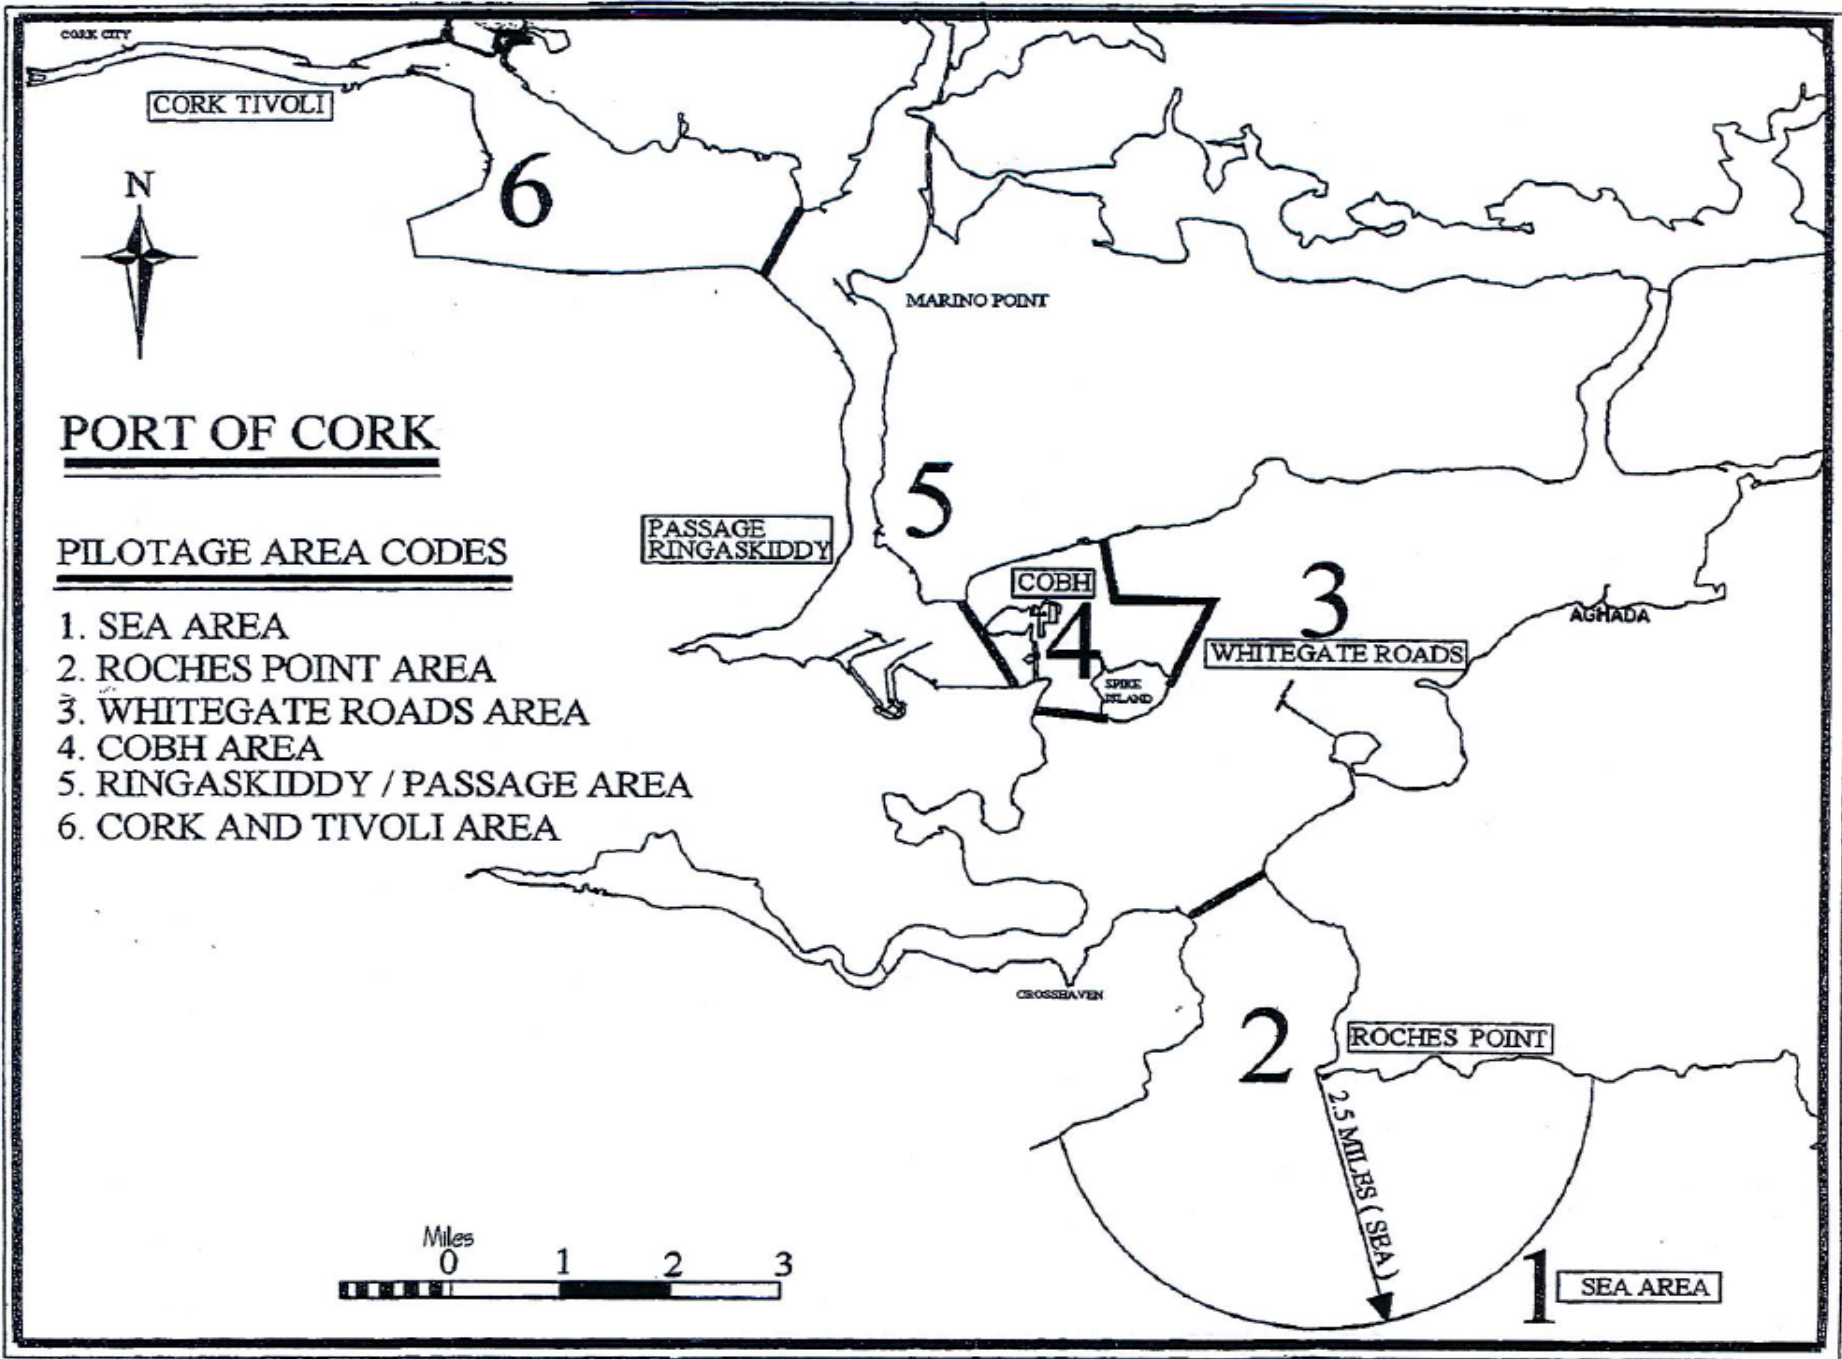 CORK CITY
CORK TIVOLI
6
N
MARINO POINT
PORT OF CORK
5
PASSAGE
RINGASKIDDY
PILOTAGE AREA CODES
COBH
3
4
AGHADA
WHITEGATE ROADS
SPIKE
ISLAND
1. SEA AREA
2. ROCHES POINT AREA
3. WHITEGATE ROADS AREA
4. COBH AREA
5. RINGASKIDDY / PASSAGE AREA
6. CORK AND TIVOLI AREA
CROSSHAVEN
2
ROCHES POINT
2.5 MILES ( SEA )
Miles
0 1 2 3
1
SEA AREA